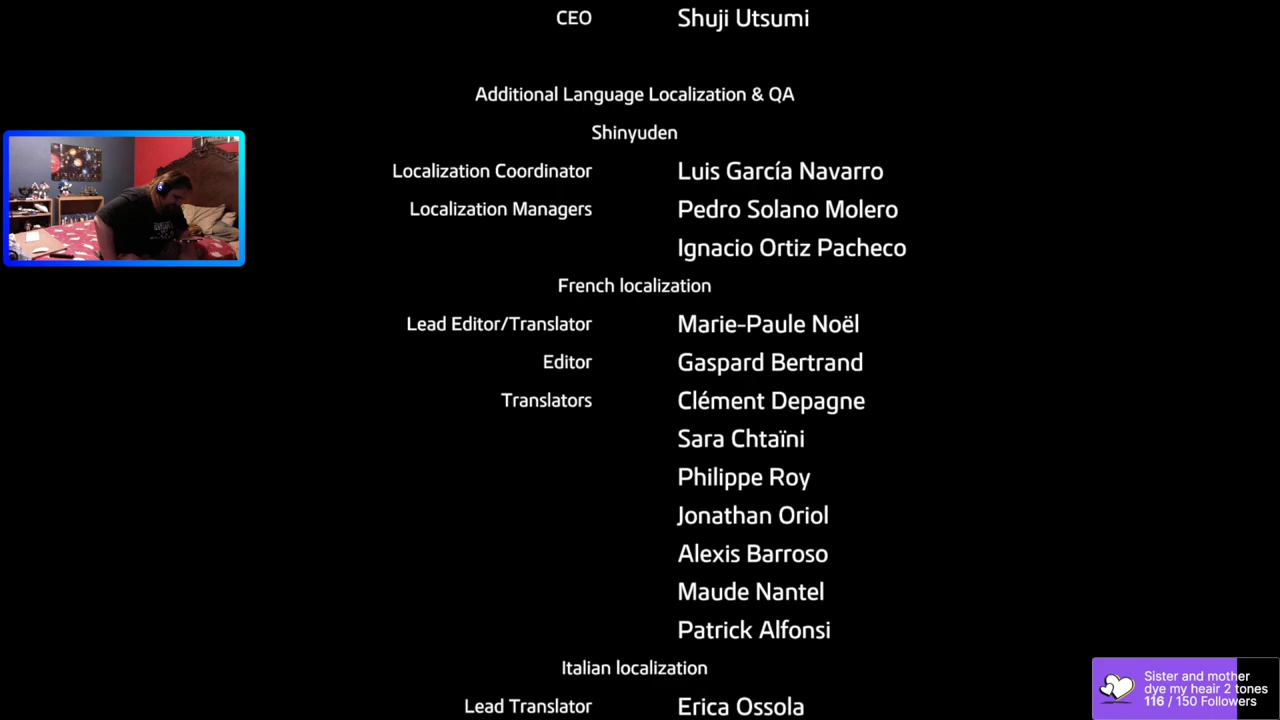 CEO Shuji Utsumi
Additional Language Localization & QA
Shinyuden
Localization Coordinator Luis García Navarro
Localization Managers Pedro Solano Molero
Ignacio Ortiz Pacheco
French localization
Lead Editor/Translator Marie-Paule Noël
Editor Gaspard Bertrand
Translators Clément Depagne
Sara Chtaïni
Philippe Roy
Jonathan Oriol
Alexis Barroso
Maude Nantel
Patrick Alfonsi
Italian localization
Lead Translator Erica Ossola
Sister and mother
dye my heair 2 tones
116 / 150 Followers